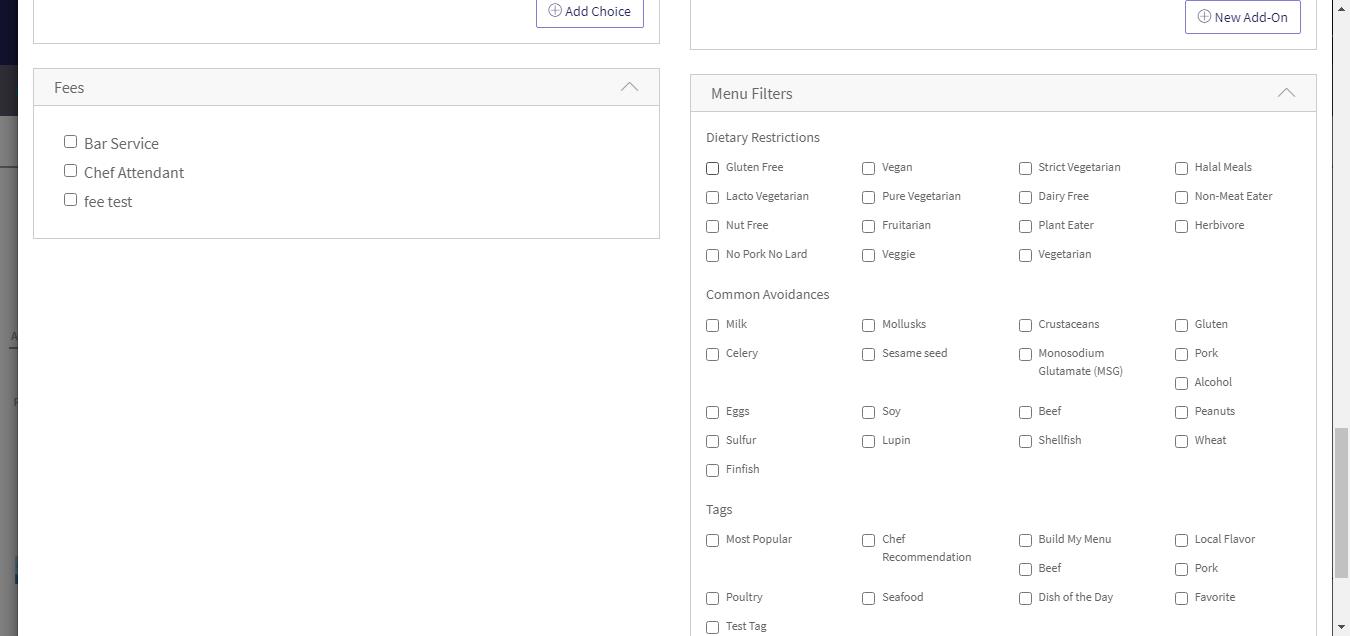 Add Choice
Fees
Bar Service
Chef Attendant
fee test
New Add-On
Menu Filters
Dietary Restrictions
Gluten Free Vegan Strict Vegetarian Halal Meals
Lacto Vegetarian Pure Vegetarian Dairy Free Non-Meat Eater
Nut Free Fruitarian Plant Eater Herbivore
No Pork No Lard Veggie Vegetarian
Common Avoidances
Milk Mollusks Crustaceans Gluten
Celery Sesame seed Monosodium Pork
Glutamate (MSG)
Alcohol
Eggs Soy Beef Peanuts
Sulfur Lupin Shellfish Wheat
Finfish
Tags
Most Popular Chef Build My Menu Local Flavor
Recommendation
Beef Pork
Poultry Seafood Dish of the Day Favorite
Test Tag